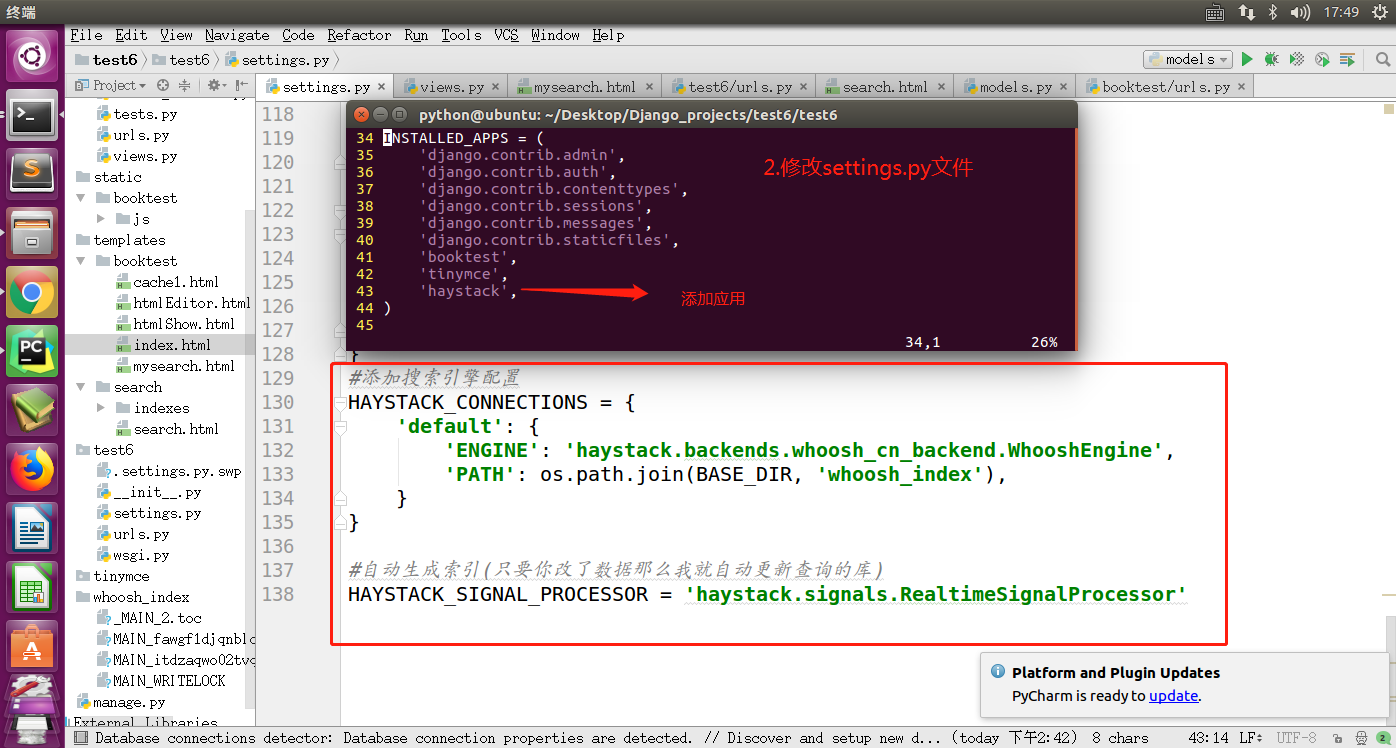 终端
17:49
File Edit View Navigate Code Refactor Run Tools VCS Window Help
test6 test6 settings.py
models
Project
settings.py views.py mysearch.html test6/urls.py search.html models.py booktest/urls.py
tests.py
urls.py
views.py
static
booktest
js
templates
booktest
cache1.html
htmlEditor.html
htmlShow.html
index.html
mysearch.html
search
indexes
search.html
test6
.settings.py.swp
__init__.py
settings.py
urls.py
wsgi.py
tinymce
whoosh_index
_MAIN_2.toc
MAIN_fawgf1djqnblc
MAIN_itdzaqwo02tvq
MAIN_WRITELOCK
manage.py
External Libraries
118
119
120
121
122
123
124
125
126
127
128 }
python@ubuntu: ~/Desktop/Django_projects/test6/test6
34 INSTALLED_APPS = (
35 'django.contrib.admin',
36 'django.contrib.auth',
37 'django.contrib.contenttypes',
38 'django.contrib.sessions',
39 'django.contrib.messages',
40 'django.contrib.staticfiles',
41 'booktest',
42 'tinymce',
43 'haystack',
44 )
45
34,1 26%
2.修改settings.py文件
添加应用
129 #添加搜索引擎配置
130 HAYSTACK_CONNECTIONS = {
131 'default': {
132 'ENGINE': 'haystack.backends.whoosh_cn_backend.WhooshEngine',
133 'PATH': os.path.join(BASE_DIR, 'whoosh_index'),
134 }
135 }
136
137 #自动生成索引(只要你改了数据那么我就自动更新查询的库)
138 HAYSTACK_SIGNAL_PROCESSOR = 'haystack.signals.RealtimeSignalProcessor'
Platform and Plugin Updates
PyCharm is ready to update.
Database connections detector: Database connection properties are detected. // Discover and setup new d... (today 下午2:42) 8 chars 43:14 LF UTF-8 2